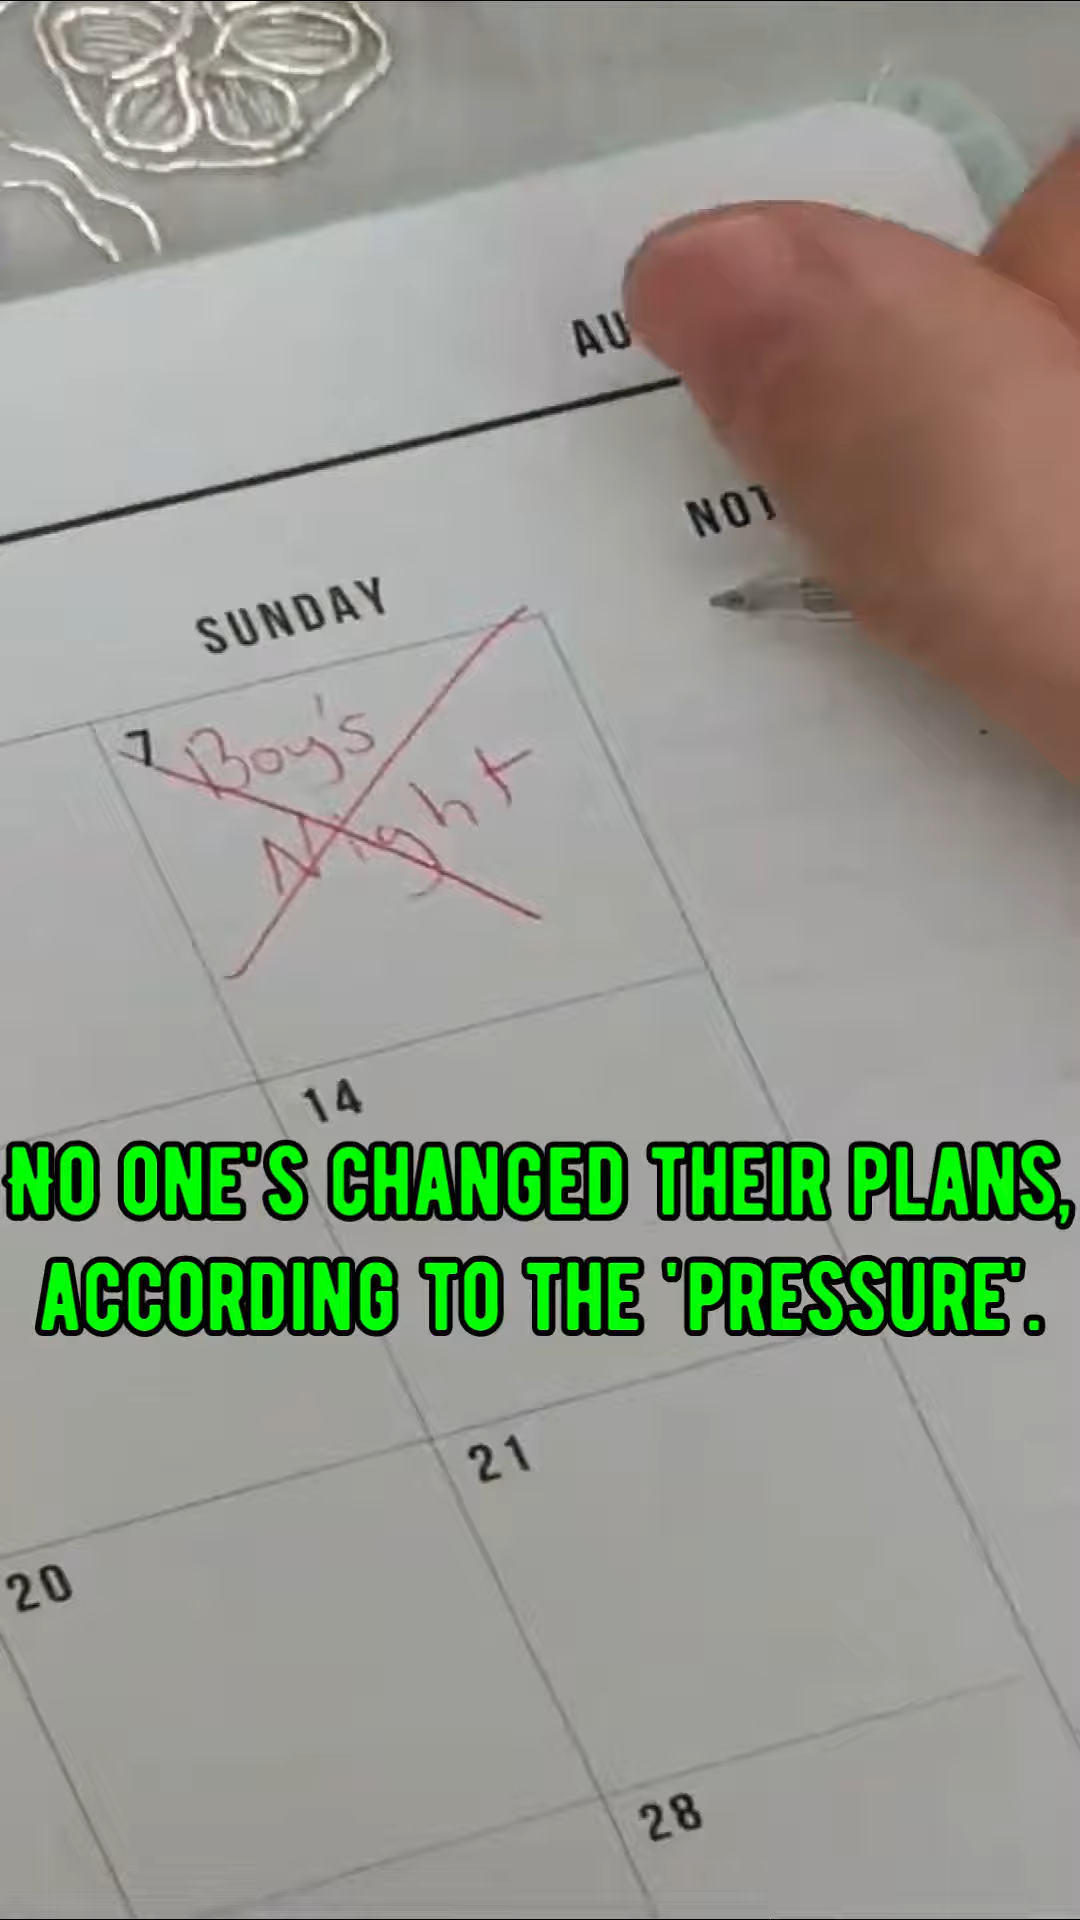 AU
NOT
SUNDAY
7 Boy's
Night
14
NO ONE'S CHANGED THEIR PLANS,
ACCORDING TO THE 'PRESSURE'.
21
20
28